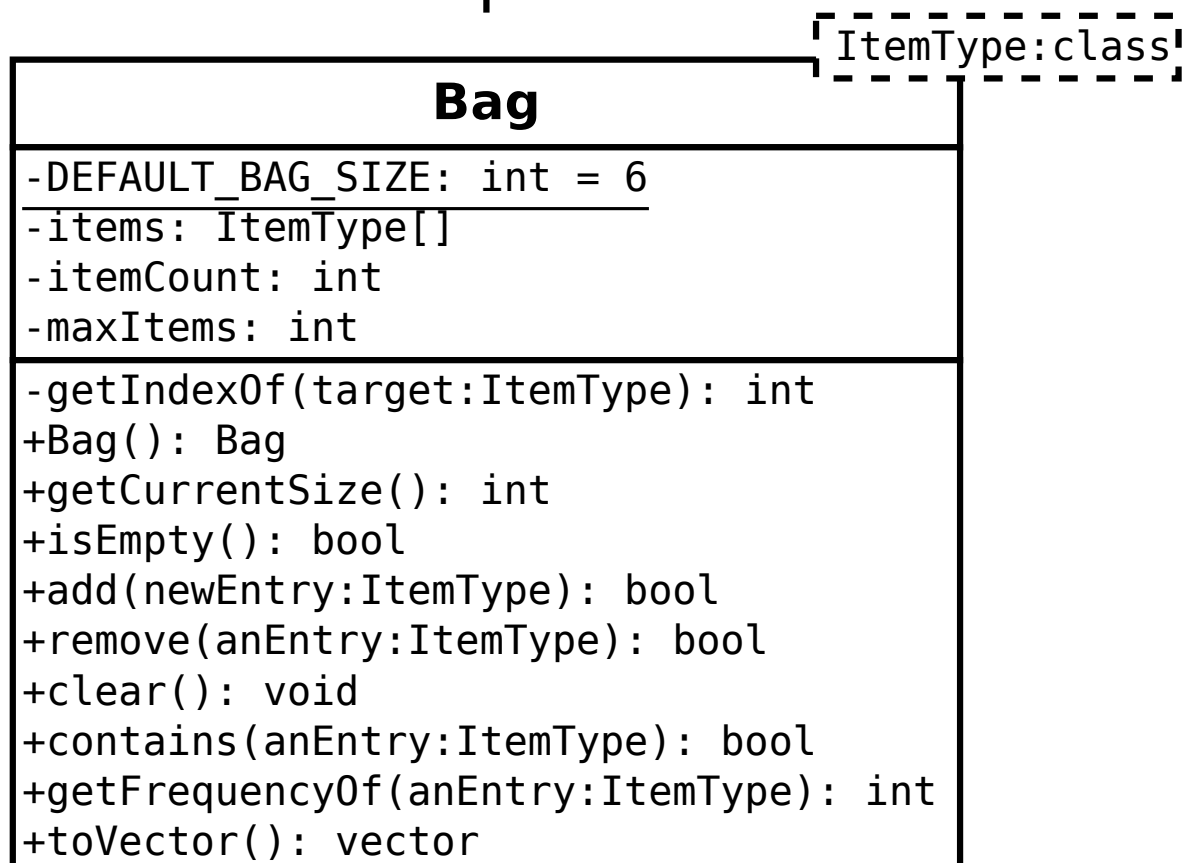 ItemType:class
Bag
-DEFAULT_BAG_SIZE: int = 6
-items: ItemType[]
-itemCount: int
-maxItems: int
-getIndexOf(target:ItemType): int
+Bag(): Bag
+getCurrentSize(): int
+isEmpty(): bool
+add(newEntry:ItemType): bool
+remove(anEntry:ItemType): bool
+clear(): void
+contains(anEntry:ItemType): bool
+getFrequencyOf(anEntry:ItemType): int
+toVector(): vector